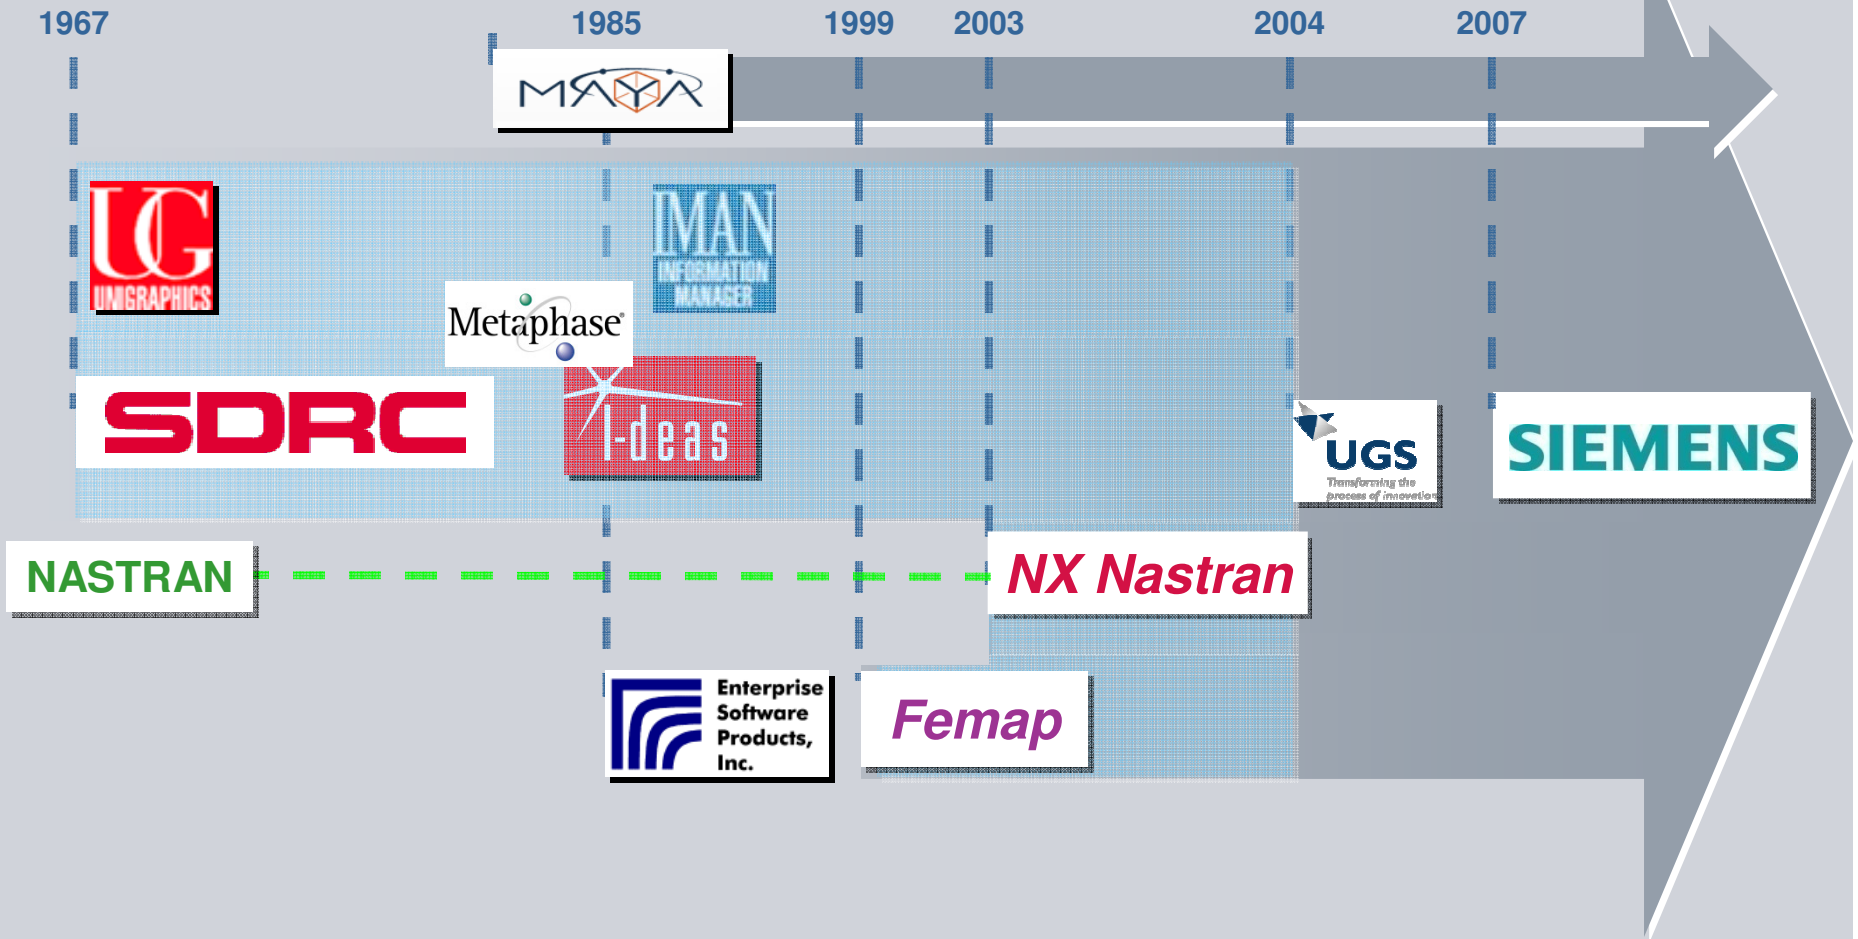 1967 1985 1999 2003 2004 2007
MAYA
UG
UNIGRAPHICS
IMAN
INFORMATION
MANAGER
Metaphase®
SDRC
I-deas
UGS
Transforming the
process of innovation
SIEMENS
NASTRAN
NX Nastran
Enterprise
Software
Products,
Inc.
Femap